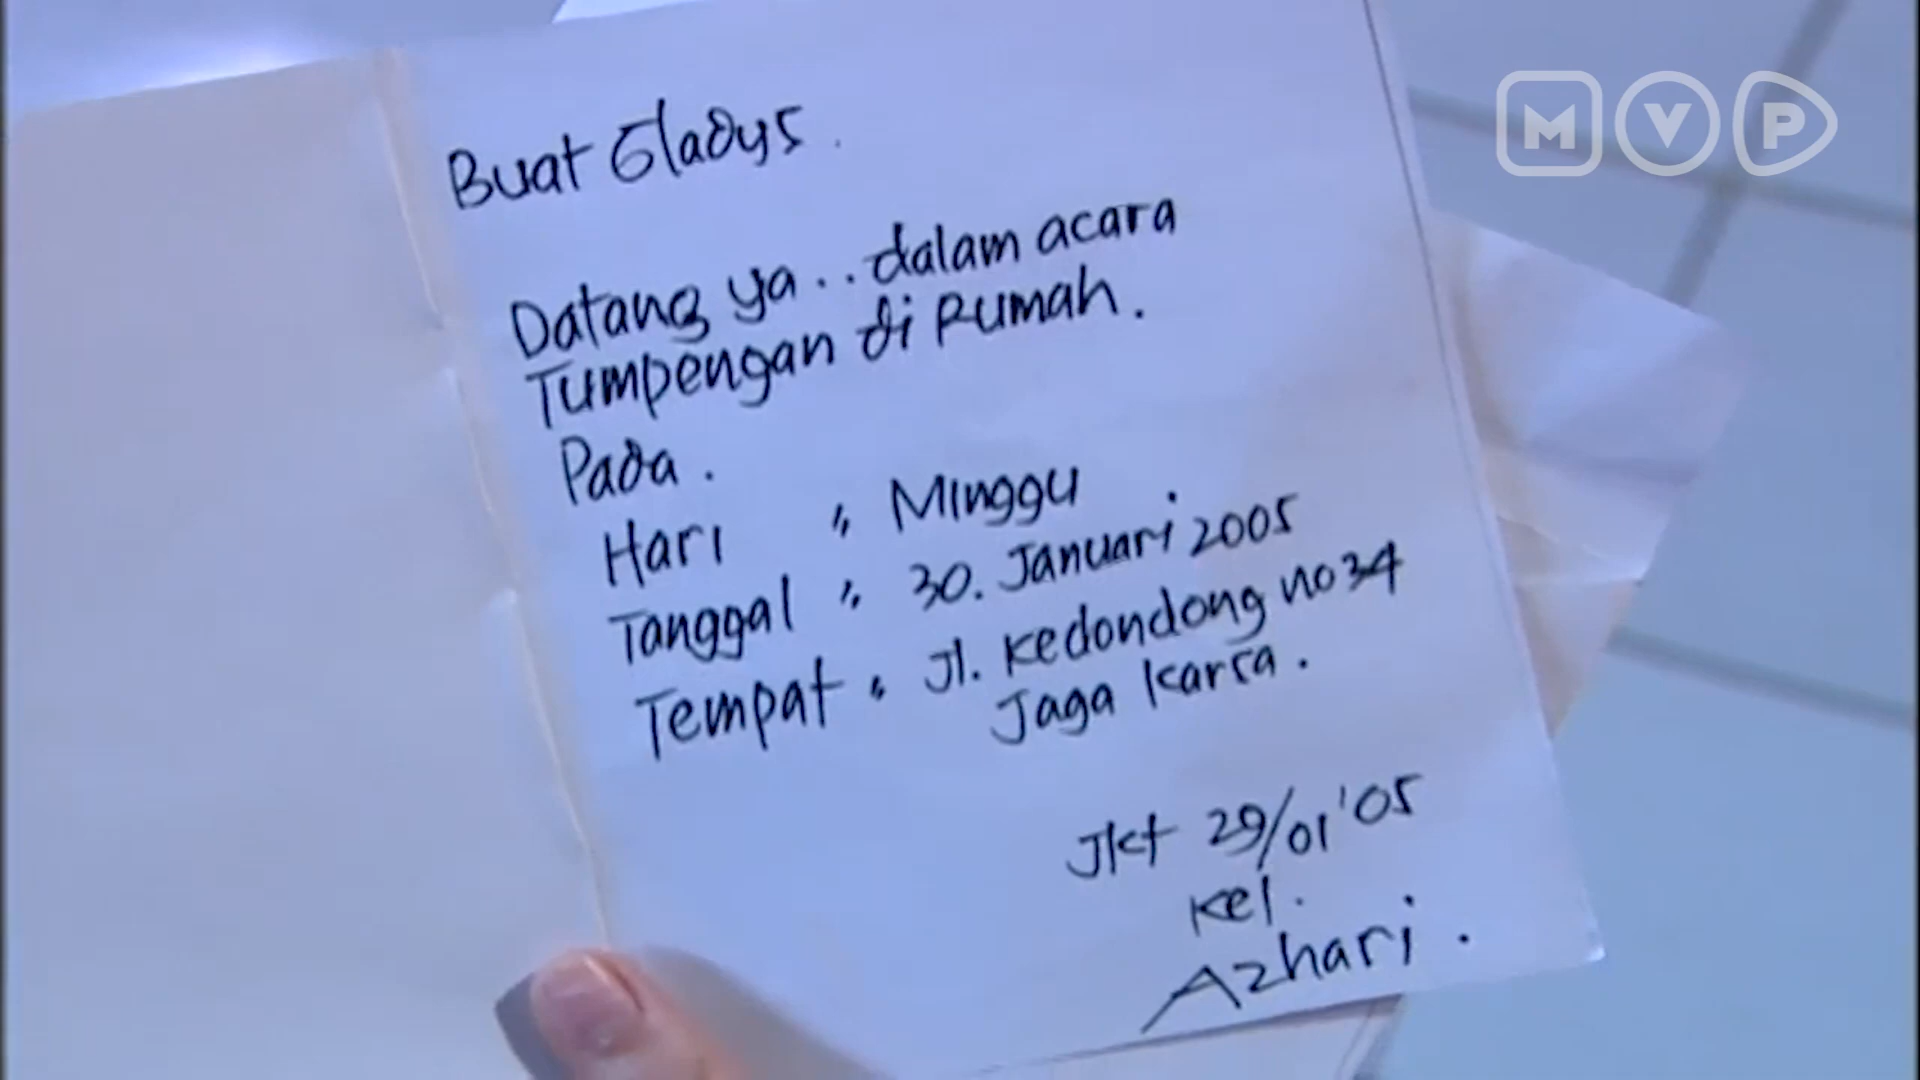 MVP
Buat Gladys.
Datang ya.. dalam acara
Tumpengan di Rumah.
Pada.
Hari " Minggu
Tanggal " 30. Januari 2005
Tempat " Jl. Kedondong no 34
Jaga karsa.
Jkt 29/01 '05
Kel.
Azhari.